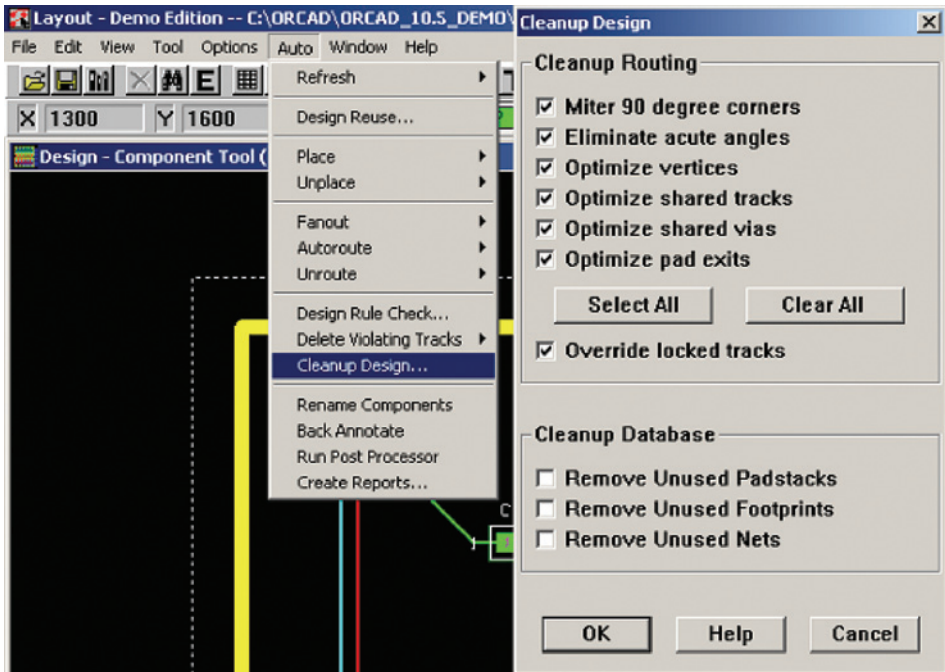 Layout - Demo Edition -- C:\ORCAD\ORCAD_10.5_DEMO\
File Edit View Tool Options Auto Window Help
E
X 1300 Y 1600
Design - Component Tool (
Refresh
Design Reuse...
Place
Unplace
Fanout
Autoroute
Unroute
Design Rule Check...
Delete Violating Tracks
Cleanup Design...
Rename Components
Back Annotate
Run Post Processor
Create Reports...
C
Cleanup Design
Cleanup Routing
Miter 90 degree corners
Eliminate acute angles
Optimize vertices
Optimize shared tracks
Optimize shared vias
Optimize pad exits
Select All Clear All
Override locked tracks
Cleanup Database
Remove Unused Padstacks
Remove Unused Footprints
Remove Unused Nets
OK Help Cancel